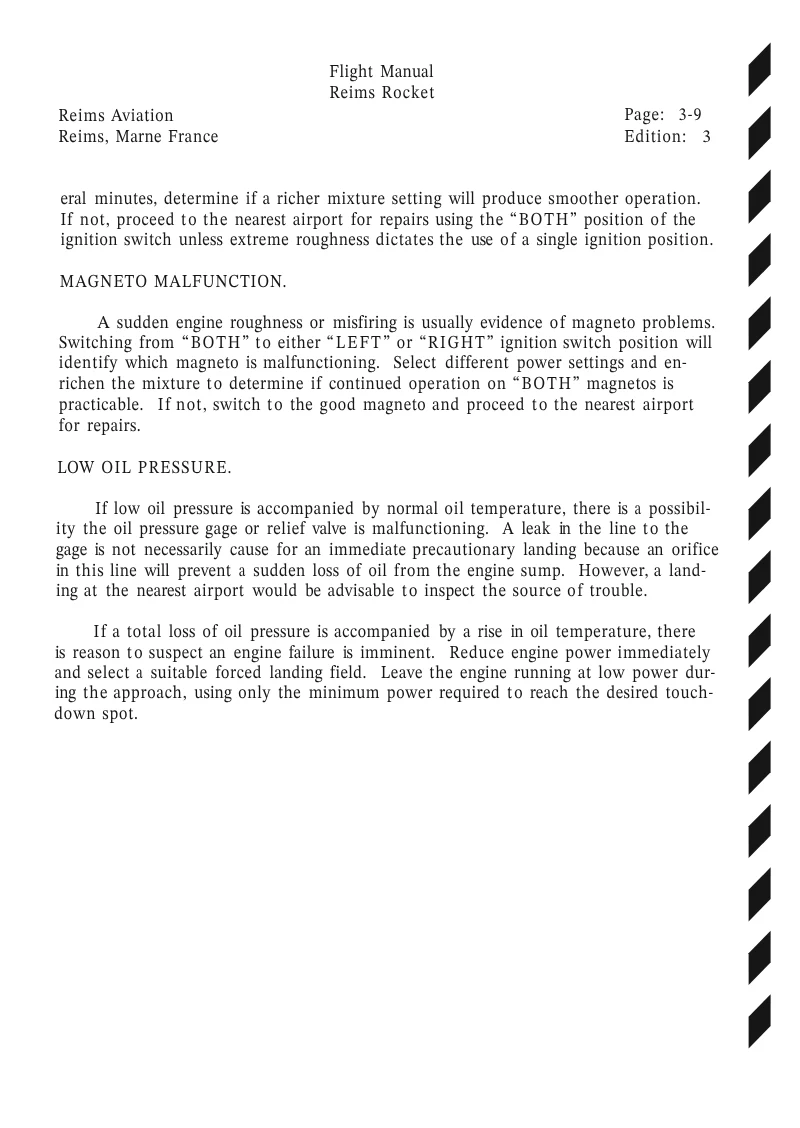 Flight Manual
Reims Rocket
Reims Aviation
Reims, Marne France
Page: 3-9
Edition: 3
eral minutes, determine if a richer mixture setting will produce smoother operation.
If not, proceed to the nearest airport for repairs using the “BOTH” position of the
ignition switch unless extreme roughness dictates the use of a single ignition position.
MAGNETO MALFUNCTION.
A sudden engine roughness or misfiring is usually evidence of magneto problems.
Switching from “BOTH” to either “LEFT” or “RIGHT” ignition switch position will
identify which magneto is malfunctioning. Select different power settings and en-
richen the mixture to determine if continued operation on “BOTH” magnetos is
practicable. If not, switch to the good magneto and proceed to the nearest airport
for repairs.
LOW OIL PRESSURE.
If low oil pressure is accompanied by normal oil temperature, there is a possibil-
ity the oil pressure gage or relief valve is malfunctioning. A leak in the line to the
gage is not necessarily cause for an immediate precautionary landing because an orifice
in this line will prevent a sudden loss of oil from the engine sump. However, a land-
ing at the nearest airport would be advisable to inspect the source of trouble.
If a total loss of oil pressure is accompanied by a rise in oil temperature, there
is reason to suspect an engine failure is imminent. Reduce engine power immediately
and select a suitable forced landing field. Leave the engine running at low power dur-
ing the approach, using only the minimum power required to reach the desired touch-
down spot.